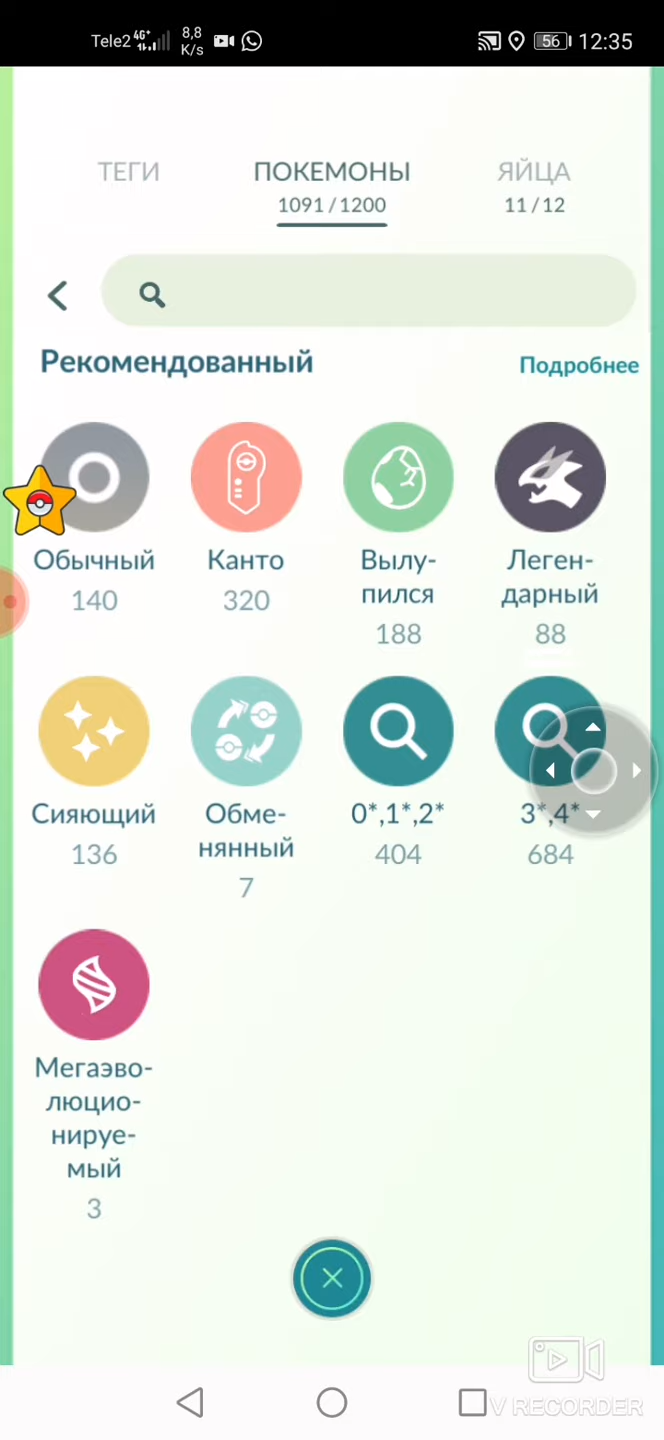 Tele2 4G+ 8,8 K/s 56 12:35
ТЕГИ ПОКЕМОНЫ ЯЙЦА
1091 / 1200 11 / 12
Рекомендованный Подробнее
Обычный
140
Канто
320
Вылу-
пился
188
Леген-
дарный
88
Сияющий
136
Обме-
нянный
7
0*,1*,2*
404
3*,4*
684
Мегаэво-
люцио-
нируе-
мый
3
V RECORDER